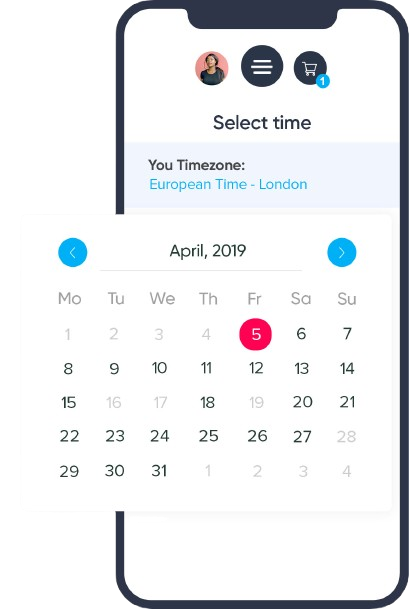 1
Select time
You Timezone:
European Time - London
April, 2019
Mo Tu We Th Fr Sa Su
1 2 3 4 5 6 7
8 9 10 11 12 13 14
15 16 17 18 19 20 21
22 23 24 25 26 27 28
29 30 31 1 2 3 4